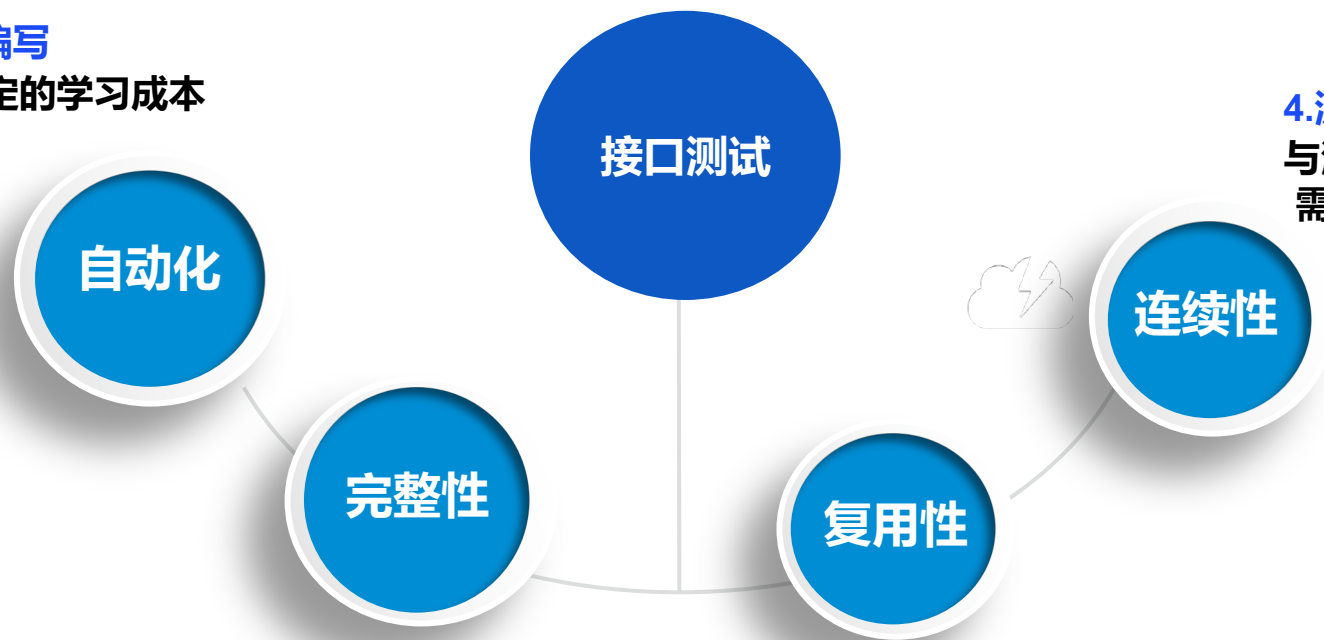 编写
定的学习成本
接口测试
4.
与
需
自动化
连续性
完整性
复用性